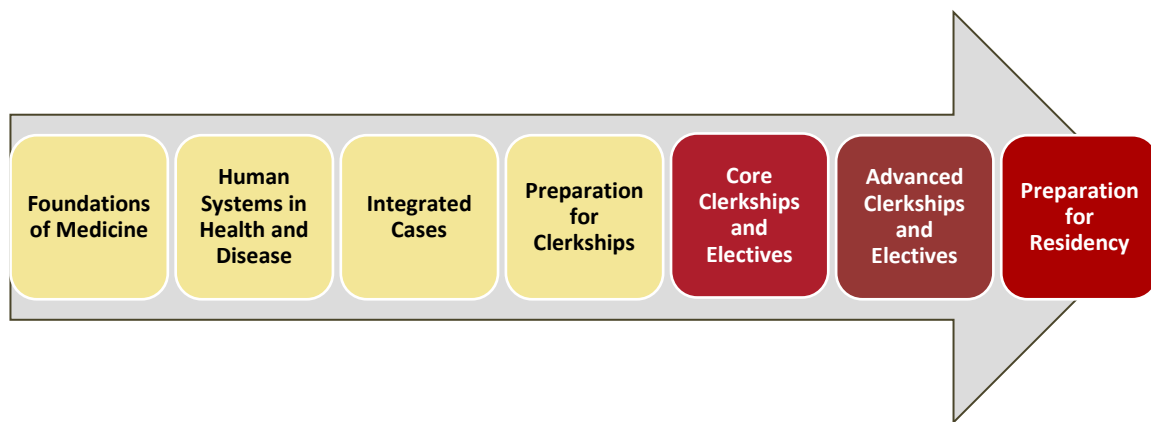 Foundations
of Medicine
Human
Systems in
Health and
Disease
Integrated
Cases
Preparation
for
Clerkships
Core
Clerkships
and
Electives
Advanced
Clerkships
and
Electives
Preparation
for
Residency